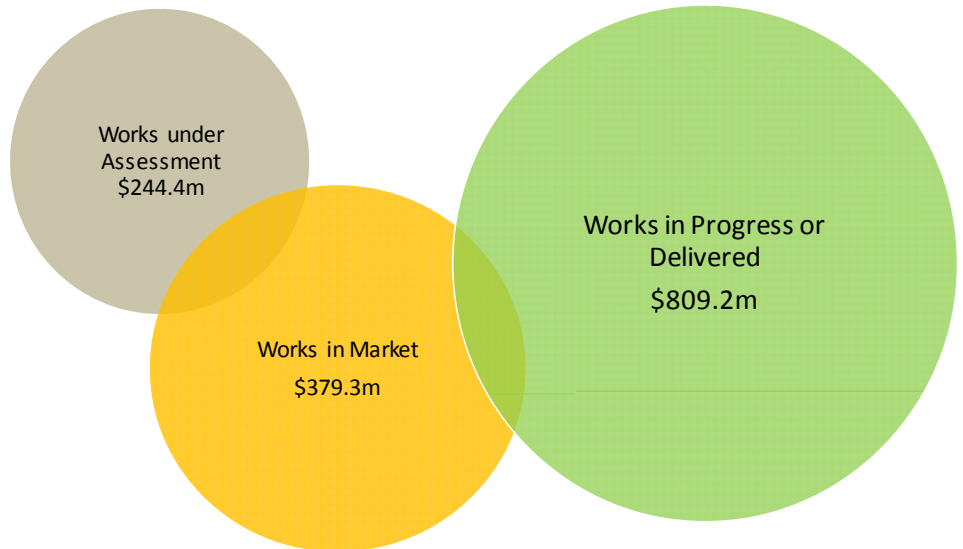 Works under
Assessment
$244.4m
Works in Market
$379.3m
Works in Progress or
Delivered
$809.2m